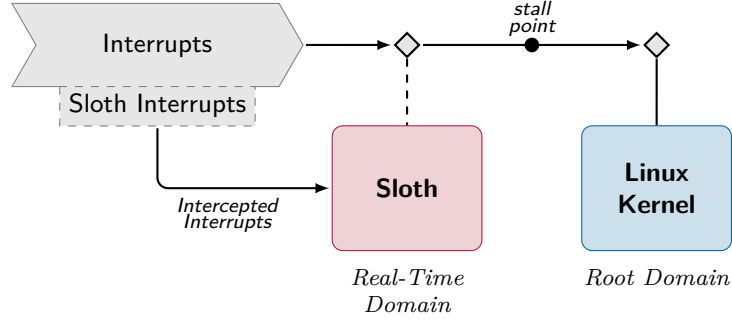 stall
point
Interrupts
Sloth Interrupts
Sloth
Linux
Kernel
Intercepted
Interrupts
Real-Time
Domain
Root Domain